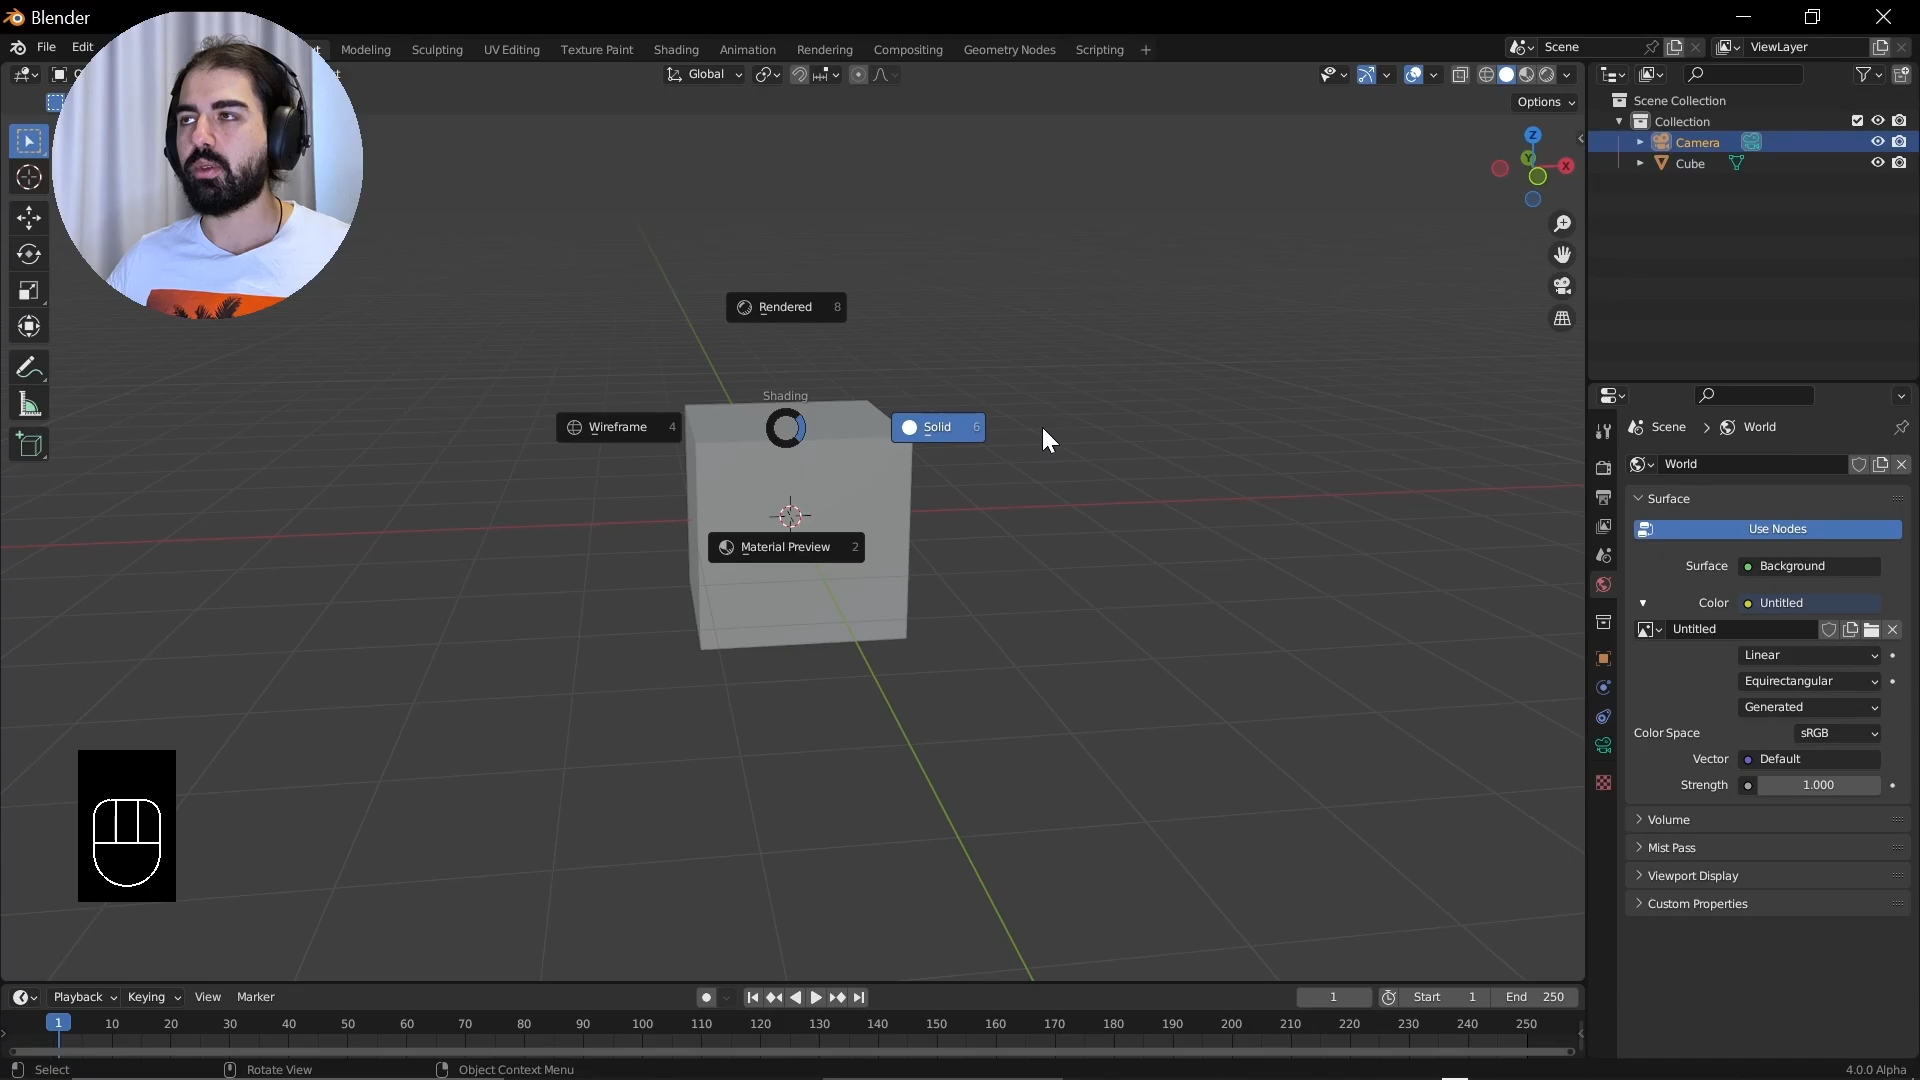 Blender
File Edit
Modeling Sculpting UV Editing Texture Paint Shading Animation Rendering Compositing Geometry Nodes Scripting +
Scene
ViewLayer
Global
Options
Scene Collection
Collection
Camera
Cube
Z
Y
X
Rendered 8
Shading
Wireframe 4
Solid 6
Material Preview 2
Scene > World
World
Surface
Use Nodes
Surface Background
Color Untitled
Untitled
Linear
Equirectangular
Generated
Color Space sRGB
Vector Default
Strength 1.000
Volume
Mist Pass
Viewport Display
Custom Properties
Playback Keying View Marker
1 Start 1 End 250
1 10 20 30 40 50 60 70 80 90 100 110 120 130 140 150 160 170 180 190 200 210 220 230 240 250
Select Rotate View Object Context Menu 4.0.0 Alpha